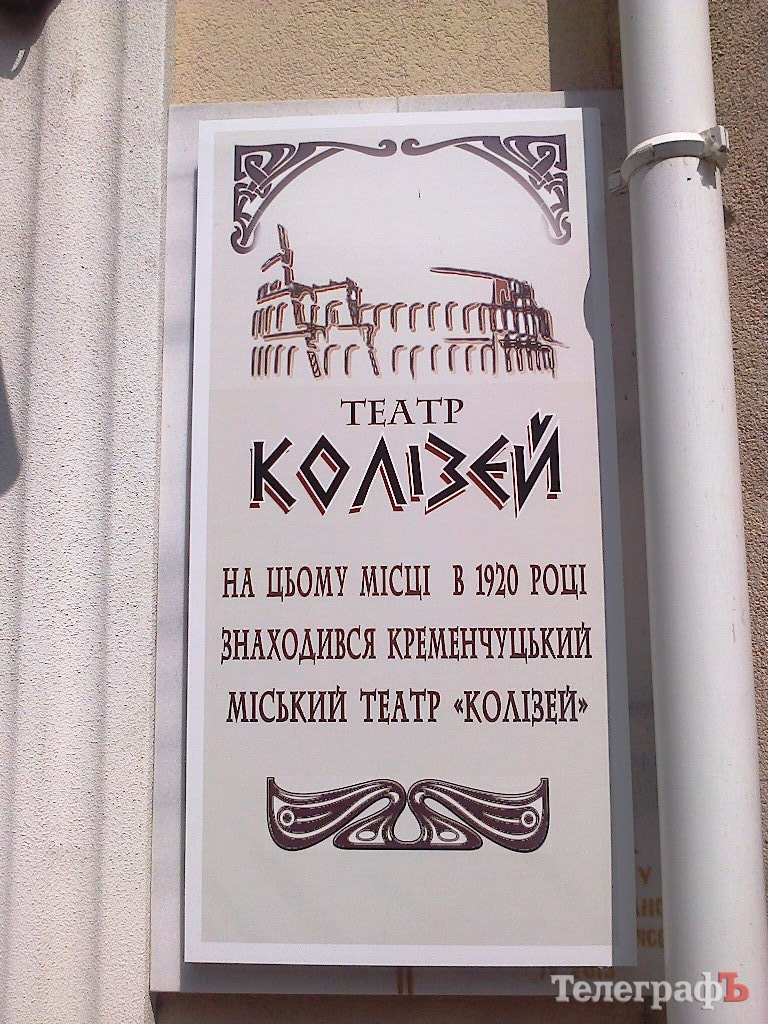 ТЕАТР
КОЛІЗЕЙ
НА ЦЬОМУ МІСЦІ В 1920 РОЦІ
ЗНАХОДИВСЯ КРЕМЕНЧУЦЬКИЙ
МІСЬКИЙ ТЕАТР «КОЛІЗЕЙ»
ТелеграфЪ